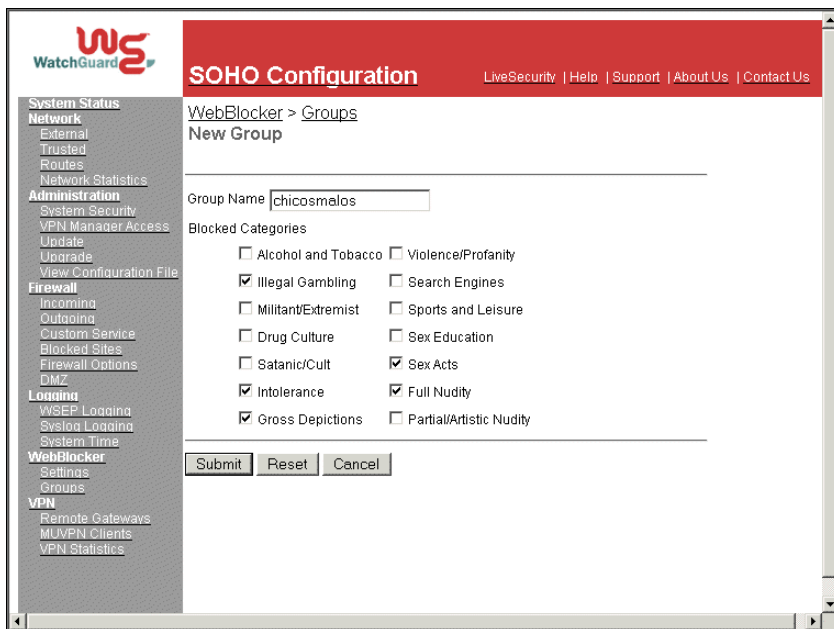 WatchGuard
SOHO Configuration
LiveSecurity | Help | Support | About Us | Contact Us
System Status
Network
External
Trusted
Routes
Network Statistics
Administration
System Security
VPN Manager Access
Update
Upgrade
View Configuration File
Firewall
Incoming
Outgoing
Custom Service
Blocked Sites
Firewall Options
DMZ
Logging
WSEP Logging
Syslog Logging
System Time
WebBlocker
Settings
Groups
VPN
Remote Gateways
MUVPN Clients
VPN Statistics
WebBlocker > Groups
New Group
Group Name chicosmalos
Blocked Categories
Alcohol and Tobacco Violence/Profanity
Illegal Gambling Search Engines
Militant/Extremist Sports and Leisure
Drug Culture Sex Education
Satanic/Cult Sex Acts
Intolerance Full Nudity
Gross Depictions Partial/Artistic Nudity
Submit Reset Cancel